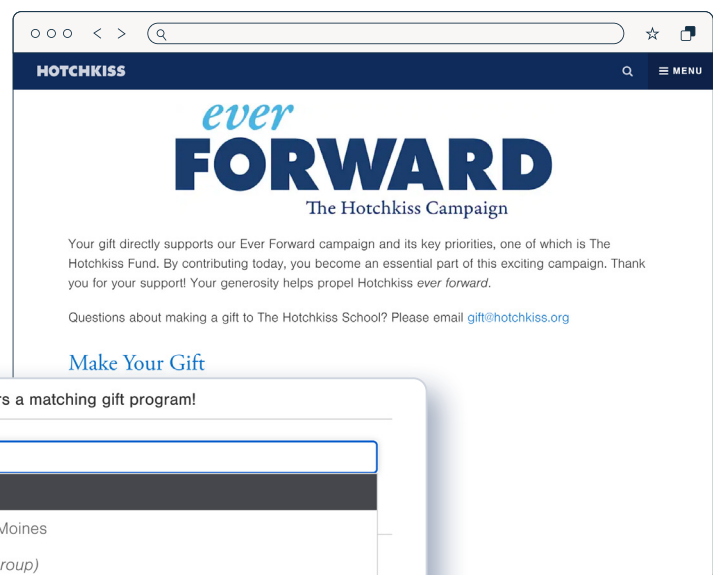 HOTCHKISS
MENU
ever
FORWARD
The Hotchkiss Campaign
Your gift directly supports our Ever Forward campaign and its key priorities, one of which is The
Hotchkiss Fund. By contributing today, you become an essential part of this exciting campaign. Thank
you for your support! Your generosity helps propel Hotchkiss ever forward.
Questions about making a gift to The Hotchkiss School? Please email gift@hotchkiss.org
Make Your Gift
a matching gift program!
Moines